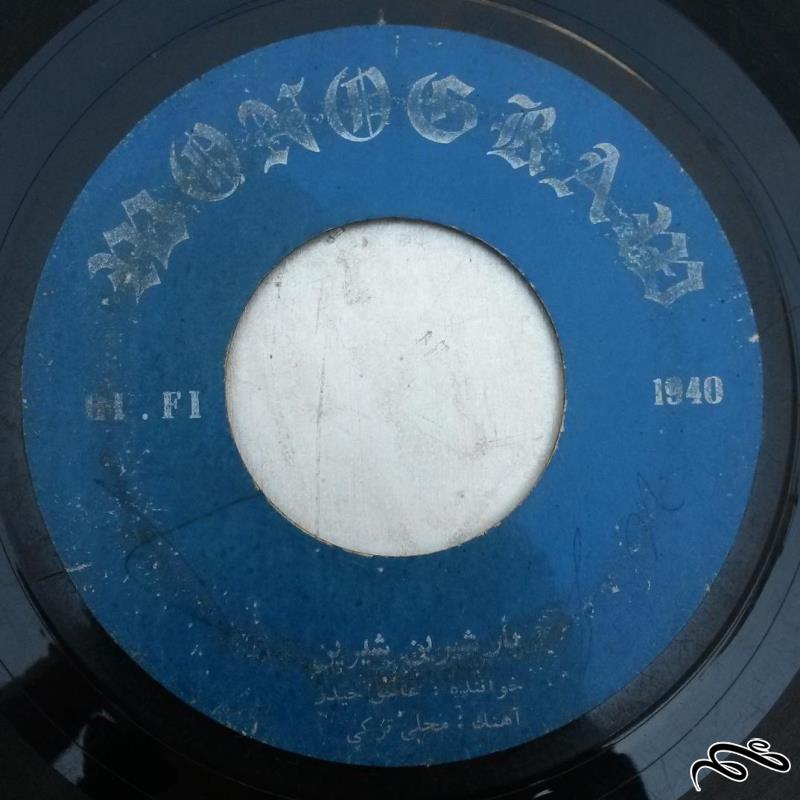 MONOGRAM
HI . FI
1940
یار شیرین شیرین
خواننده : عاشق حیدر
آهنگ : محلی ترکی